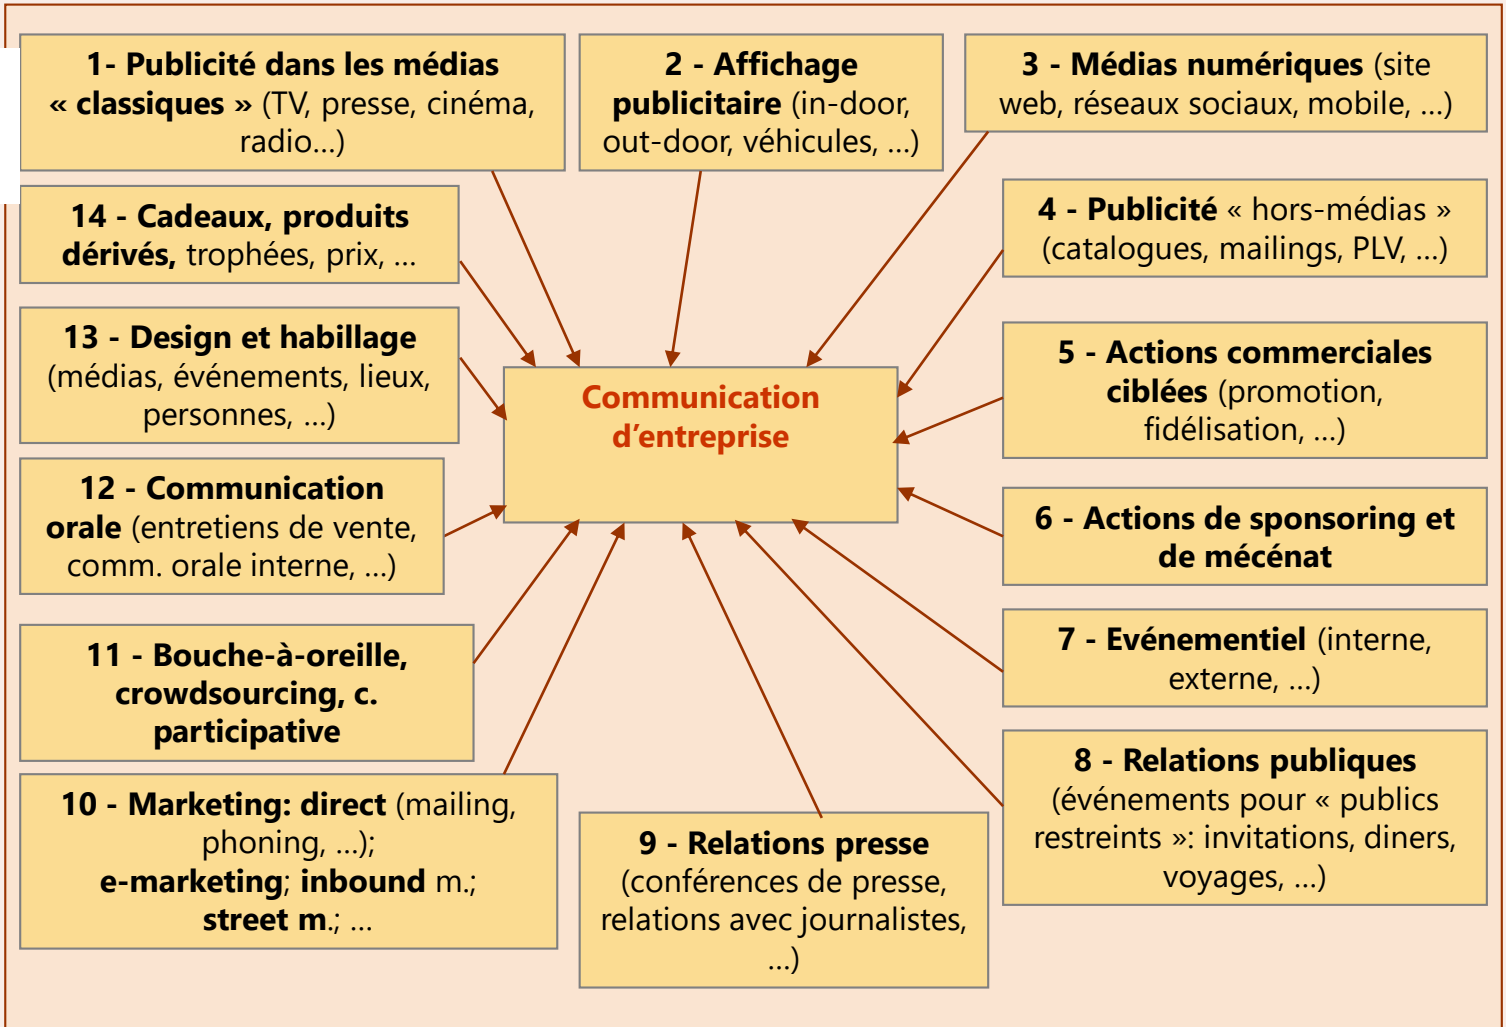 1- Publicité dans les médias
« classiques » (TV, presse, cinéma,
radio...)
2 - Affichage
publicitaire (in-door,
out-door, véhicules, ...)
3 - Médias numériques (site
web, réseaux sociaux, mobile, ...)
14 - Cadeaux, produits
dérivés, trophées, prix, ...
4 - Publicité « hors-médias »
(catalogues, mailings, PLV, ...)
13 - Design et habillage
(médias, événements, lieux,
personnes, ...)
Communication
d’entreprise
5 - Actions commerciales
ciblées (promotion,
fidélisation, ...)
12 - Communication
orale (entretiens de vente,
comm. orale interne, ...)
6 - Actions de sponsoring et
de mécénat
11 - Bouche-à-oreille,
crowdsourcing, c.
participative
7 - Evénementiel (interne,
externe, ...)
10 - Marketing: direct (mailing,
phoning, ...);
e-marketing; inbound m.;
street m.; ...
9 - Relations presse
(conférences de presse,
relations avec journalistes,
...)
8 - Relations publiques
(événements pour « publics
restreints »: invitations, diners,
voyages, ...)